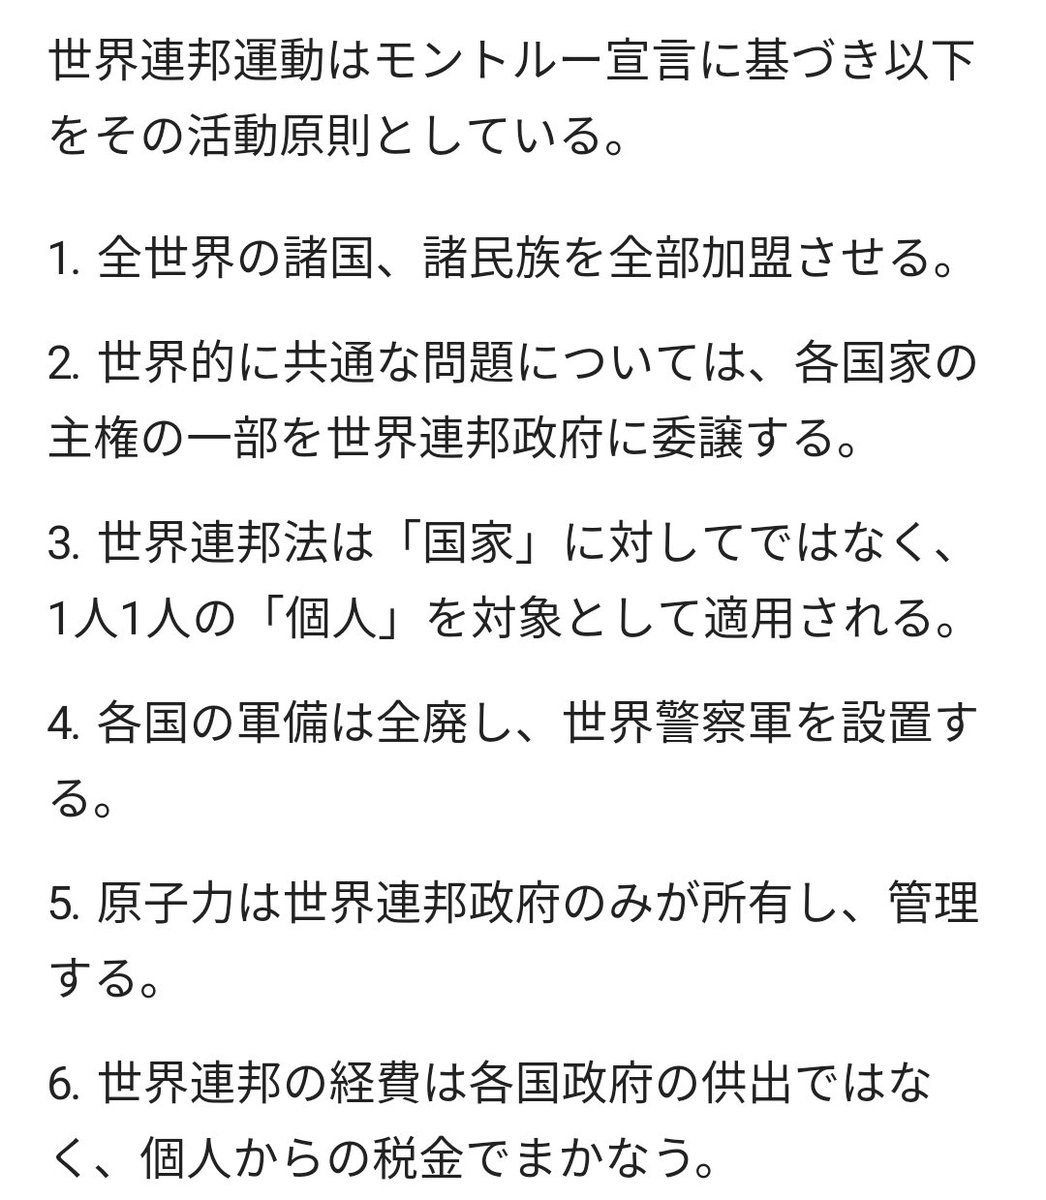 世界連邦運動はモントルー宣言に基づき以下
をその活動原則としている。
1. 全世界の諸国、諸民族を全部加盟させる。
2. 世界的に共通な問題については、各国家の
主権の一部を世界連邦政府に委譲する。
3. 世界連邦法は「国家」に対してではなく、
1人1人の「個人」を対象として適用される。
4. 各国の軍備は全廃し、世界警察軍を設置す
る。
5. 原子力は世界連邦政府のみが所有し、管理
する。
6. 世界連邦の経費は各国政府の供出ではな
く、個人からの税金でまかなう。